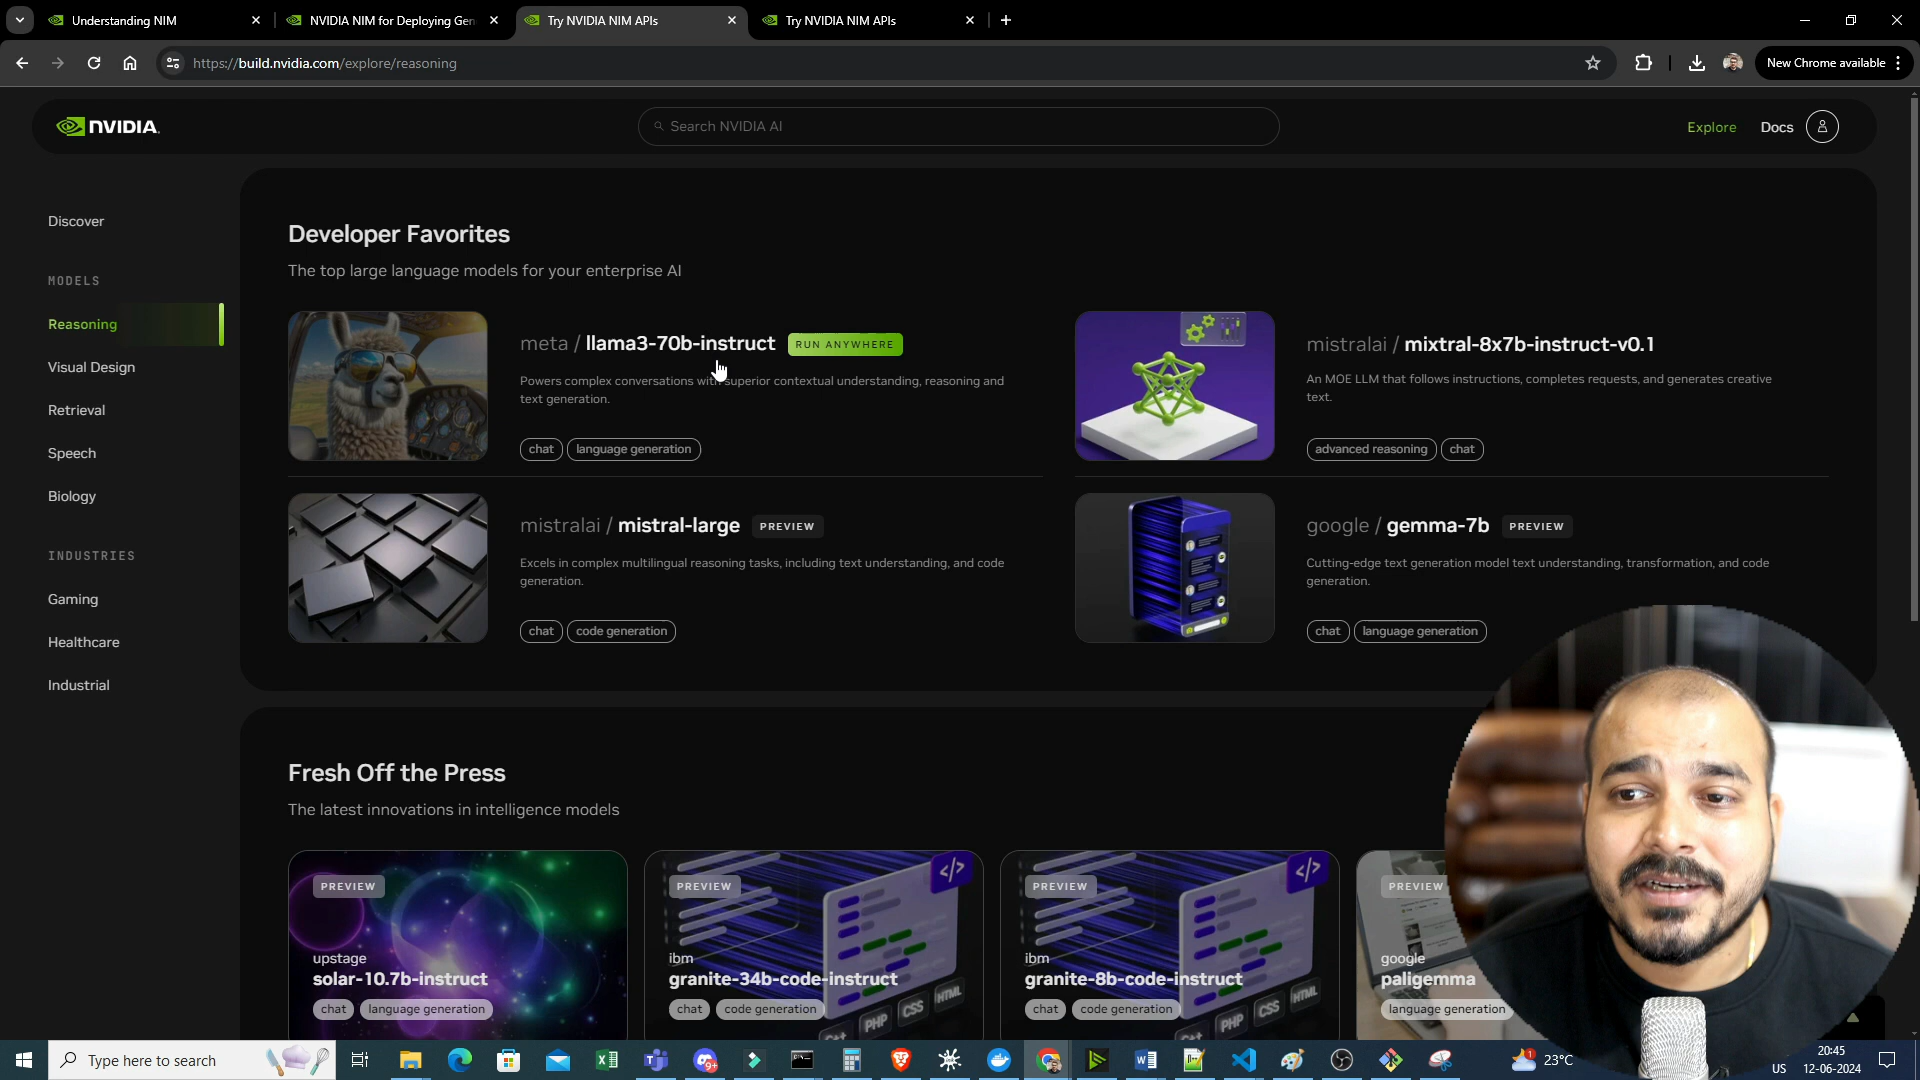 Understanding NIM
NVIDIA NIM for Deploying Gen
Try NVIDIA NIM APIs
Try NVIDIA NIM APIs
https://build.nvidia.com/explore/reasoning
New Chrome available
NVIDIA.
Search NVIDIA AI
Explore
Docs
Discover
MODELS
Reasoning
Visual Design
Retrieval
Speech
Biology
INDUSTRIES
Gaming
Healthcare
Industrial
Developer Favorites
The top large language models for your enterprise AI
meta / llama3-70b-instruct RUN ANYWHERE
Powers complex conversations with superior contextual understanding, reasoning and
text generation.
chat language generation
mistralai / mixtral-8x7b-instruct-v0.1
An MOE LLM that follows instructions, completes requests, and generates creative
text.
advanced reasoning chat
mistralai / mistral-large PREVIEW
Excels in complex multilingual reasoning tasks, including text understanding, and code
generation.
chat code generation
google / gemma-7b PREVIEW
Cutting-edge text generation model text understanding, transformation, and code
generation.
chat language generation
Fresh Off the Press
The latest innovations in intelligence models
PREVIEW
upstage
solar-10.7b-instruct
chat language generation
PREVIEW
</>
ibm
granite-34b-code-instruct
chat code generation
PHP CSS HTML
PREVIEW
</>
ibm
granite-8b-code-instruct
chat code generation
PHP CSS HTML
PREVIEW
google
paligemma
language generation
Type here to search
23°C
US
20:45
12-06-2024